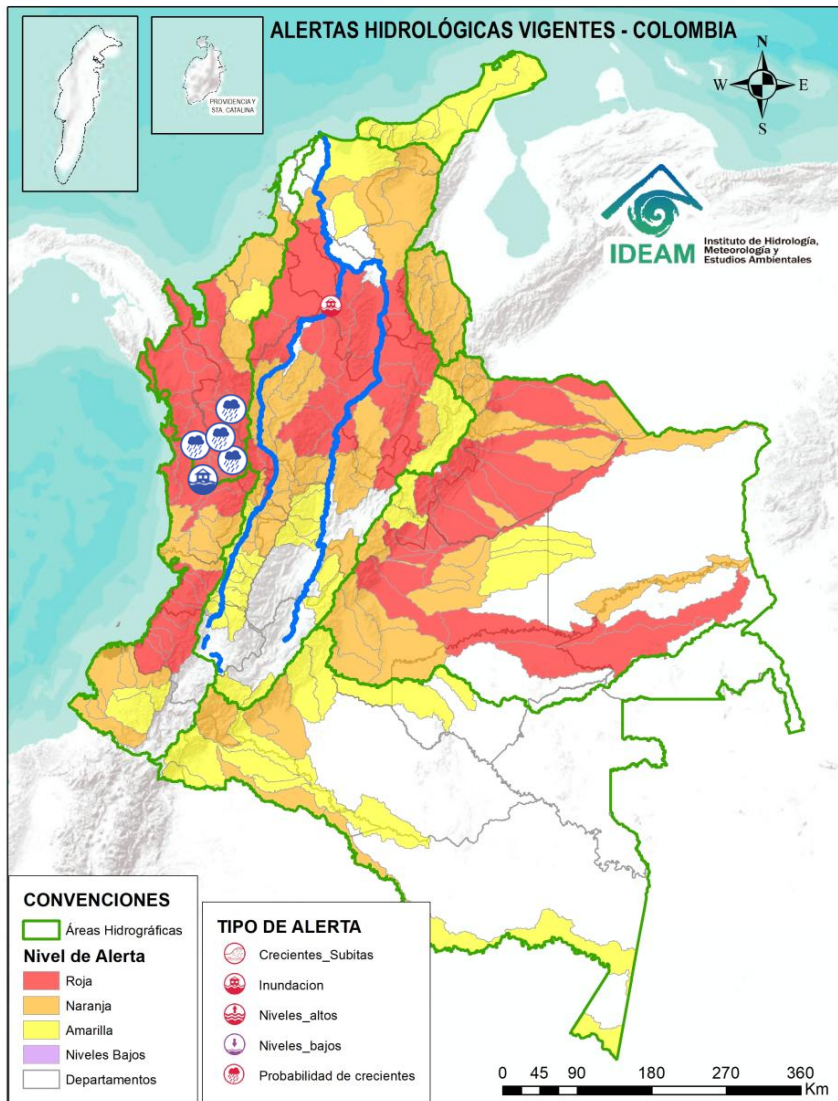 ALERTAS HIDROLÓGICAS VIGENTES - COLOMBIA
PROVIDENCIA Y
STA. CATALINA
N
W
E
S
IDEAM
Instituto de Hidrología,
Meteorología y
Estudios Ambientales
CONVENCIONES
Áreas Hidrográficas
Nivel de Alerta
Roja
Naranja
Amarilla
Niveles Bajos
Departamentos
TIPO DE ALERTA
Crecientes_Subitas
Inundacion
Niveles_altos
Niveles_bajos
Probabilidad de crecientes
0 45 90 180 270 360
Km